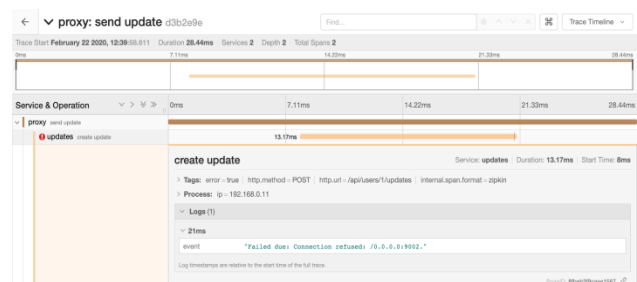 proxy: send update d3b2e9e
Find...
Trace Timeline
Trace Start February 22 2020, 12:39:58.811 Duration 28.44ms Services 2 Depth 2 Total Spans 2
0ms 7.11ms 14.22ms 21.33ms 28.44ms
Service & Operation 0ms 7.11ms 14.22ms 21.33ms 28.44ms
proxy send update
updates create update 13.17ms
create update Service: updates Duration: 13.17ms Start Time: 8ms
Tags: error = true http.method = POST http.url = /api/users/1/updates internal.span.format = zipkin
Process: ip = 192.168.0.11
Logs (1)
21ms
event "Failed due: Connection refused: /0.0.0.0:9002."
Log timestamps are relative to the start time of the full trace.